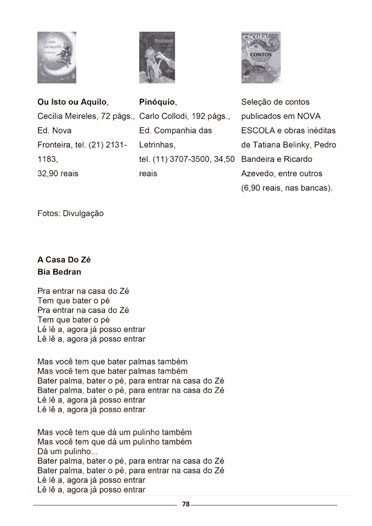 escola
CONTOS
Ou Isto ou Aquilo,
Cecília Meireles, 72 págs.,
Ed. Nova
Fronteira, tel. (21) 2131-
1183,
32,90 reais
Pinóquio,
Carlo Collodi, 192 págs.,
Ed. Companhia das
Letrinhas,
tel. (11) 3707-3500, 34,50
reais
Seleção de contos
publicados em NOVA
ESCOLA e obras inéditas
de Tatiana Belinky, Pedro
Bandeira e Ricardo
Azevedo, entre outros
(6,90 reais, nas bancas).
Fotos: Divulgação
A Casa Do Zé
Bia Bedran
Pra entrar na casa do Zé
Tem que bater o pé
Pra entrar na casa do Zé
Tem que bater o pé
Lê lê a, agora já posso entrar
Lê lê a, agora já posso entrar
Mas você tem que bater palmas também
Mas você tem que bater palmas também
Bater palma, bater o pé, para entrar na casa do Zé
Bater palma, bater o pé, para entrar na casa do Zé
Lê lê a, agora já posso entrar
Lê lê a, agora já posso entrar
Mas você tem que dá um pulinho também
Mas você tem que dá um pulinho também
Dá um pulinho...
Bater palma, bater o pé, para entrar na casa do Zé
Bater palma, bater o pé, para entrar na casa do Zé
Lê lê a, agora já posso entrar
Lê lê a, agora já posso entrar
78